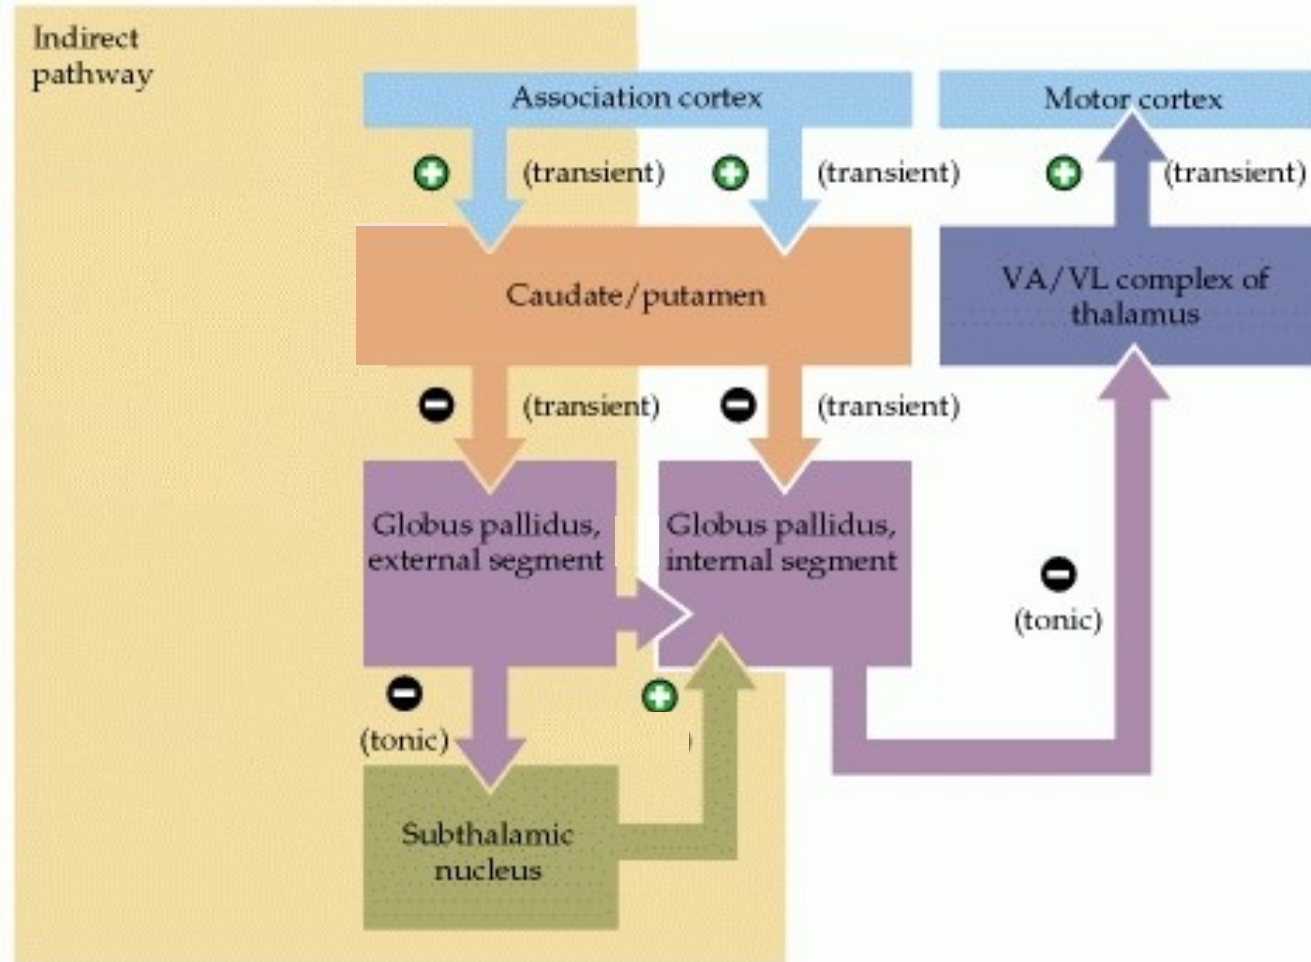 Indirect
pathway
Association cortex
Motor cortex
(transient)
(transient)
(transient)
Caudate/putamen
VA/VL complex of
thalamus
(transient)
(transient)
Globus pallidus,
external segment
Globus pallidus,
internal segment
(tonic)
(tonic)
)
Subthalamic
nucleus